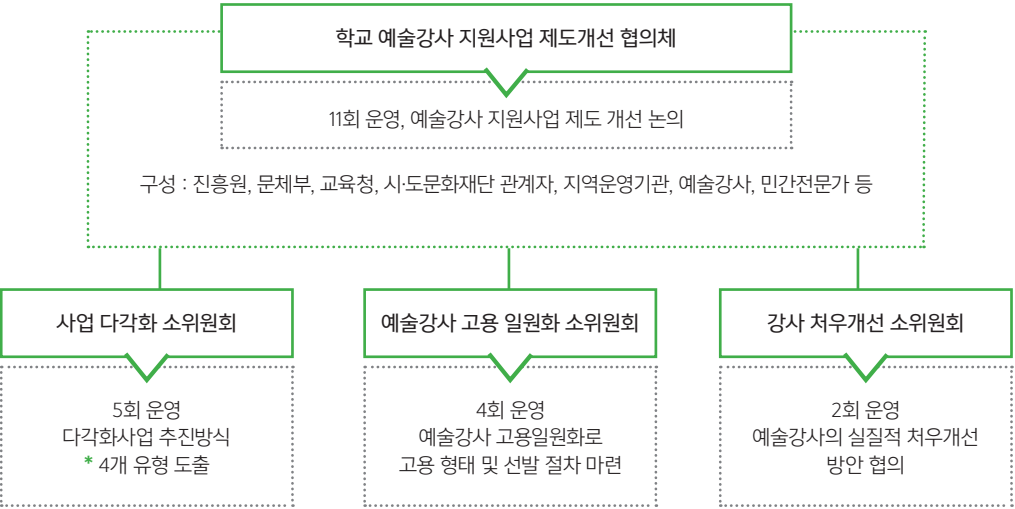 학교 예술강사 지원사업 제도개선 협의체
11회 운영, 예술강사 지원사업 제도 개선 논의
구성 : 진흥원, 문체부, 교육청, 시·도문화재단 관계자, 지역운영기관, 예술강사, 민간전문가 등
사업 다각화 소위원회
5회 운영
다각화사업 추진방식
* 4개 유형 도출
예술강사 고용 일원화 소위원회
4회 운영
예술강사 고용일원화로
고용 형태 및 선발 절차 마련
강사 처우개선 소위원회
2회 운영
예술강사의 실질적 처우개선
방안 협의